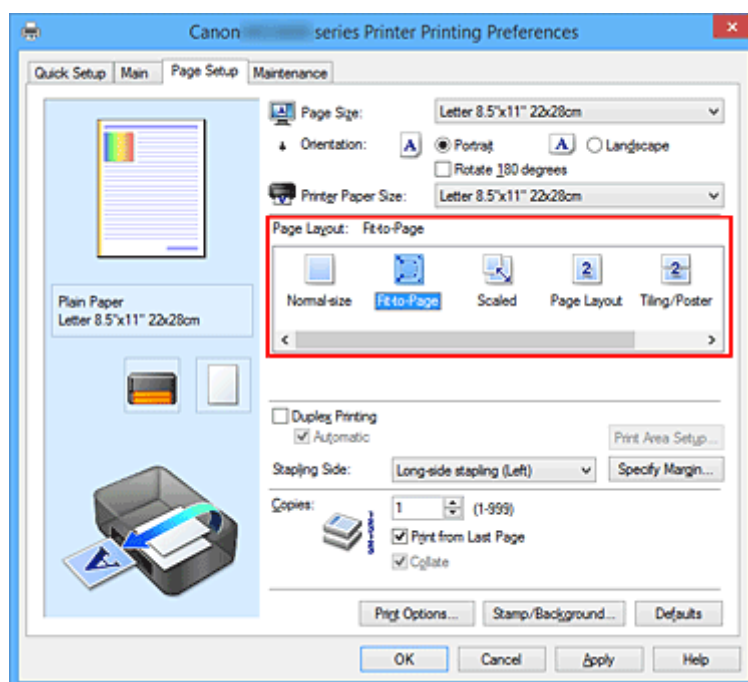 Canon series Printer Printing Preferences
Quick Setup Main Page Setup Maintenance
Page Size: Letter 8.5"x11" 22x28cm
Orientation: A Portrait A Landscape
Rotate 180 degrees
Printer Paper Size: Letter 8.5"x11" 22x28cm
Page Layout: Fit-to-Page
2 2
Normal-size Fit-to-Page Scaled Page Layout Tiling/Poster
Plain Paper
Letter 8.5"x11" 22x28cm
Duplex Printing
Automatic
Print Area Setup...
Stapling Side: Long-side stapling (Left) Specify Margin...
Copies: 1 (1-999)
Print from Last Page
Collate
A
Print Options... Stamp/Background... Defaults
OK Cancel Apply Help